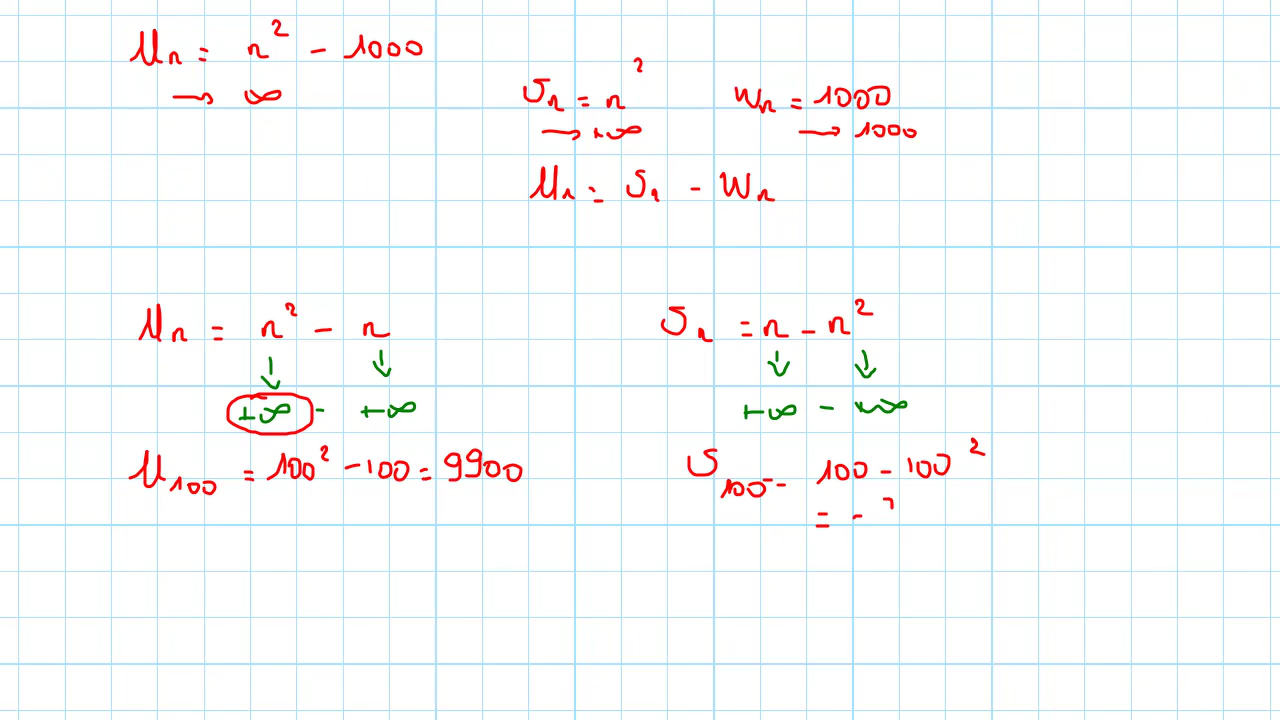 Uₙ = n² - 1000
→ ∞
Vₙ = n² Wₙ = 1000
→ +∞ → 1000
Uₙ = Vₙ - Wₙ
Uₙ = n² - n Vₙ = n - n²
↓ ↓ ↓ ↓
+∞ - +∞ +∞ - +∞
U₁₀₀ = 100² - 100 = 9900 V₁₀₀ = 100 - 100²
= -